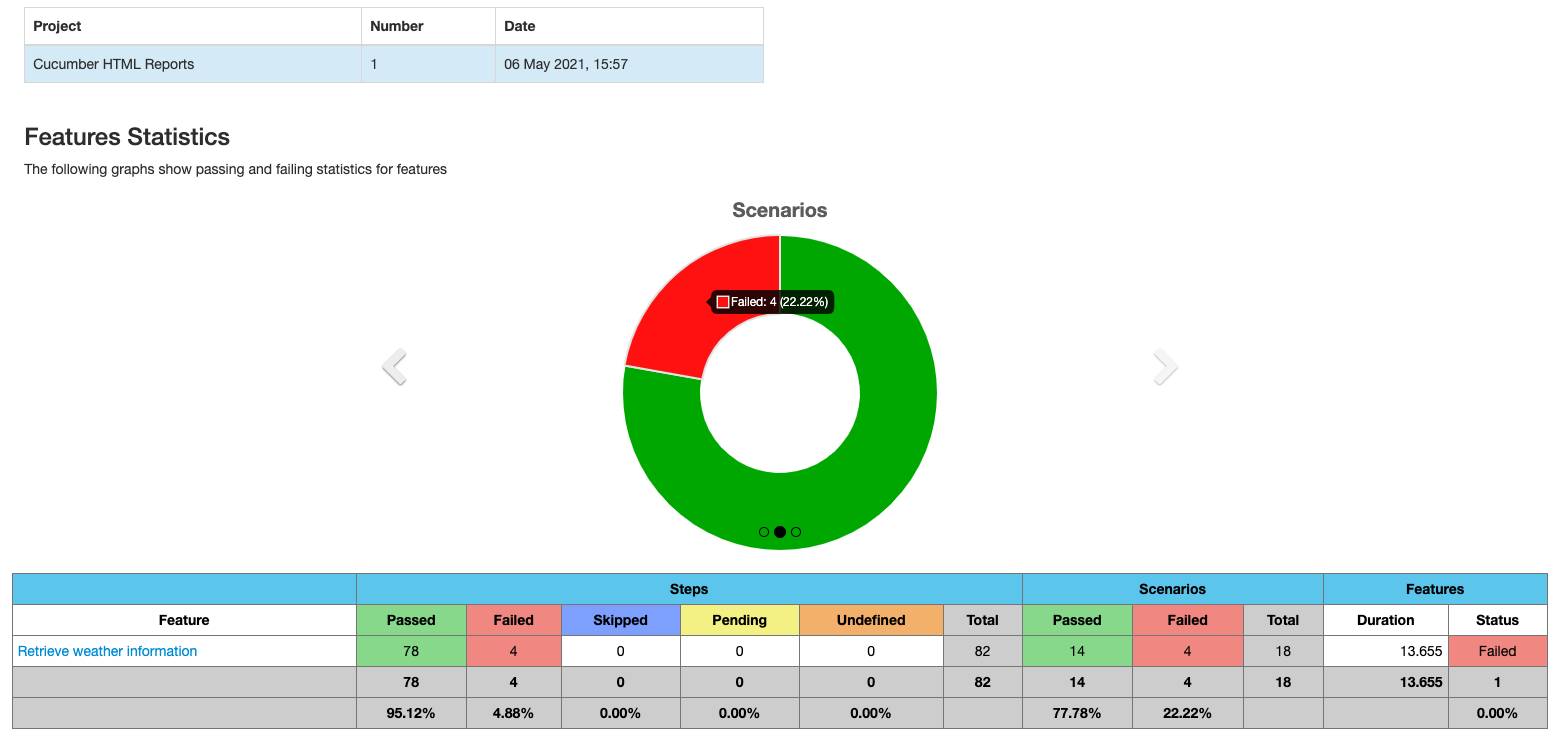 Project Number Date
Cucumber HTML Reports 1 06 May 2021, 15:57
Features Statistics
The following graphs show passing and failing statistics for features
Scenarios
Failed: 4 (22.22%)
Steps Scenarios Features
Feature Passed Failed Skipped Pending Undefined Total Passed Failed Total Duration Status
Retrieve weather information 78 4 0 0 0 82 14 4 18 13.655 Failed
78 4 0 0 0 82 14 4 18 13.655 1
95.12% 4.88% 0.00% 0.00% 0.00% 77.78% 22.22% 0.00%